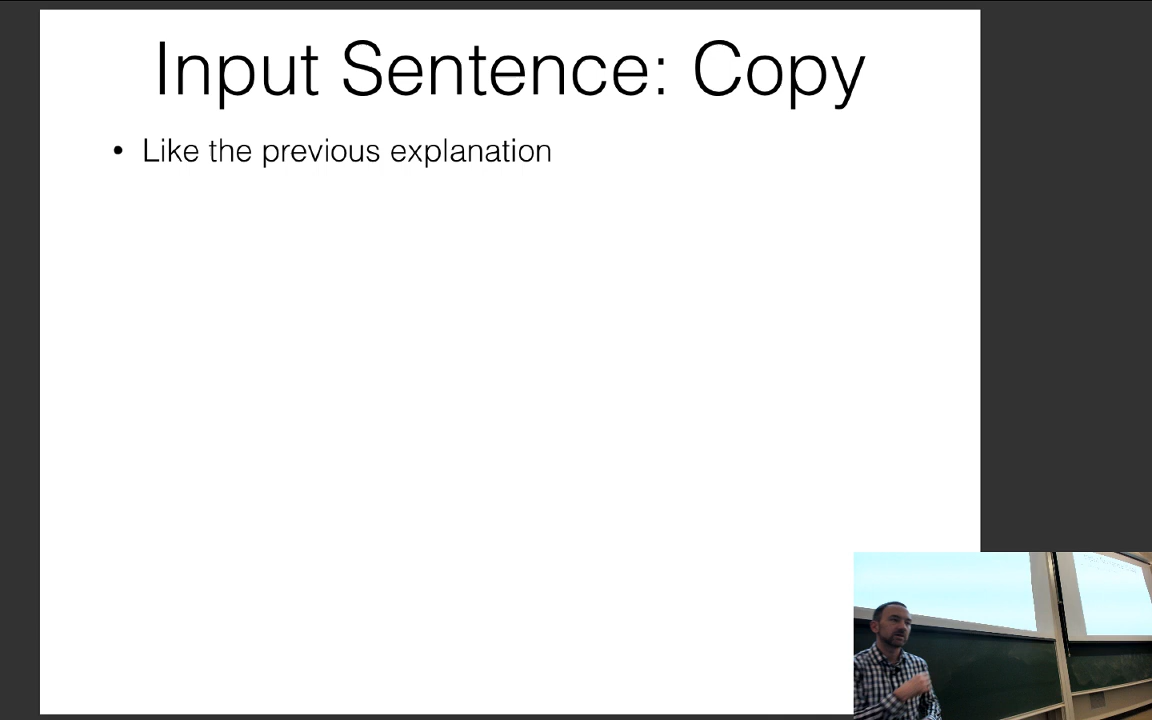 Input Sentence: Copy
• Like the previous explanation